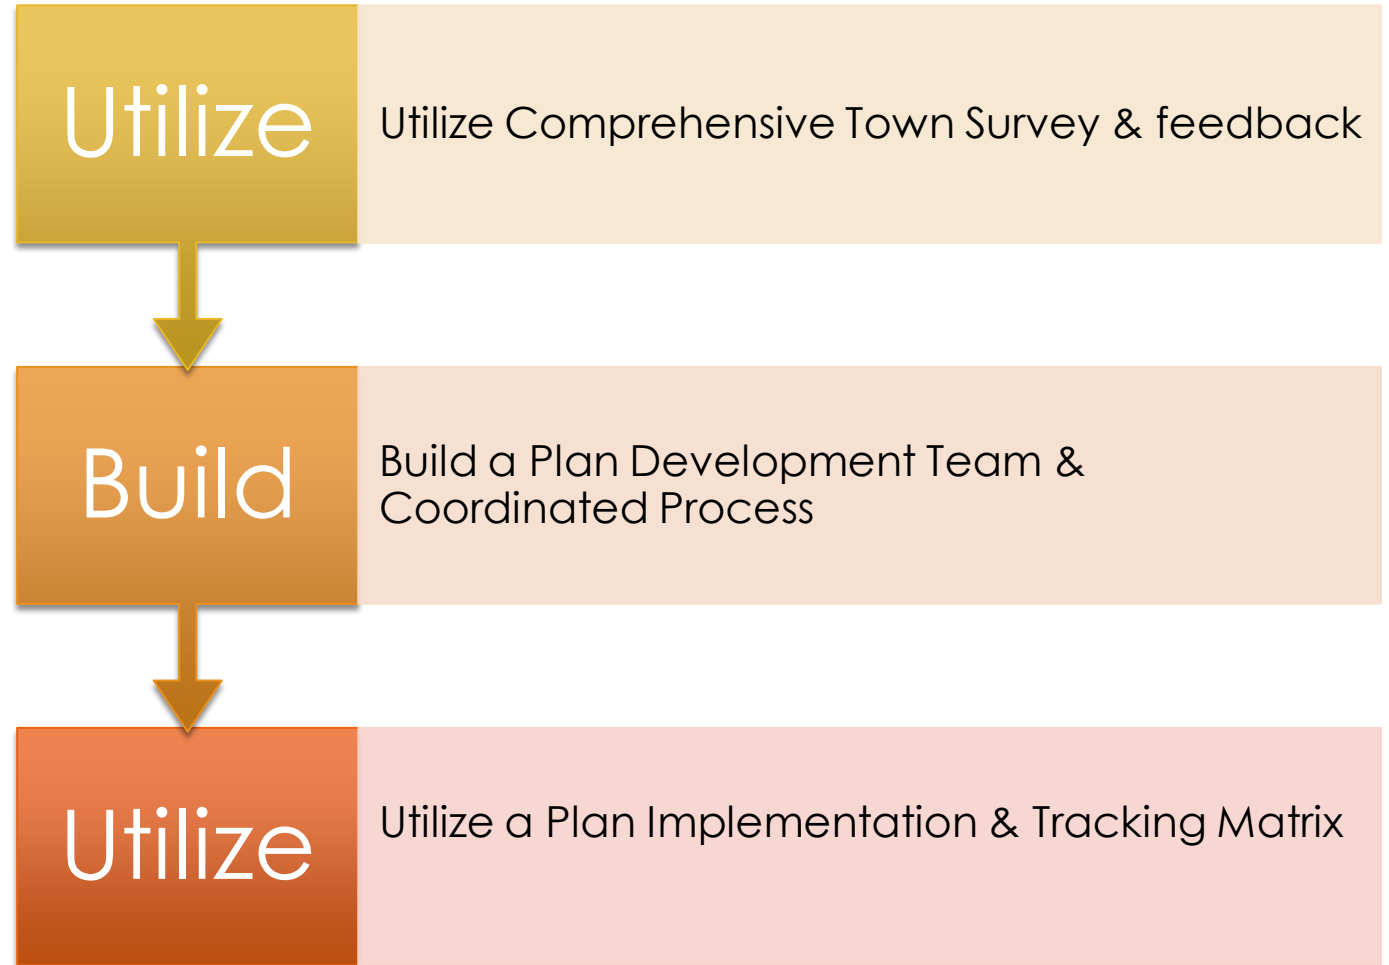 Utilize
Utilize Comprehensive Town Survey & feedback
Build
Build a Plan Development Team &
Coordinated Process
Utilize
Utilize a Plan Implementation & Tracking Matrix